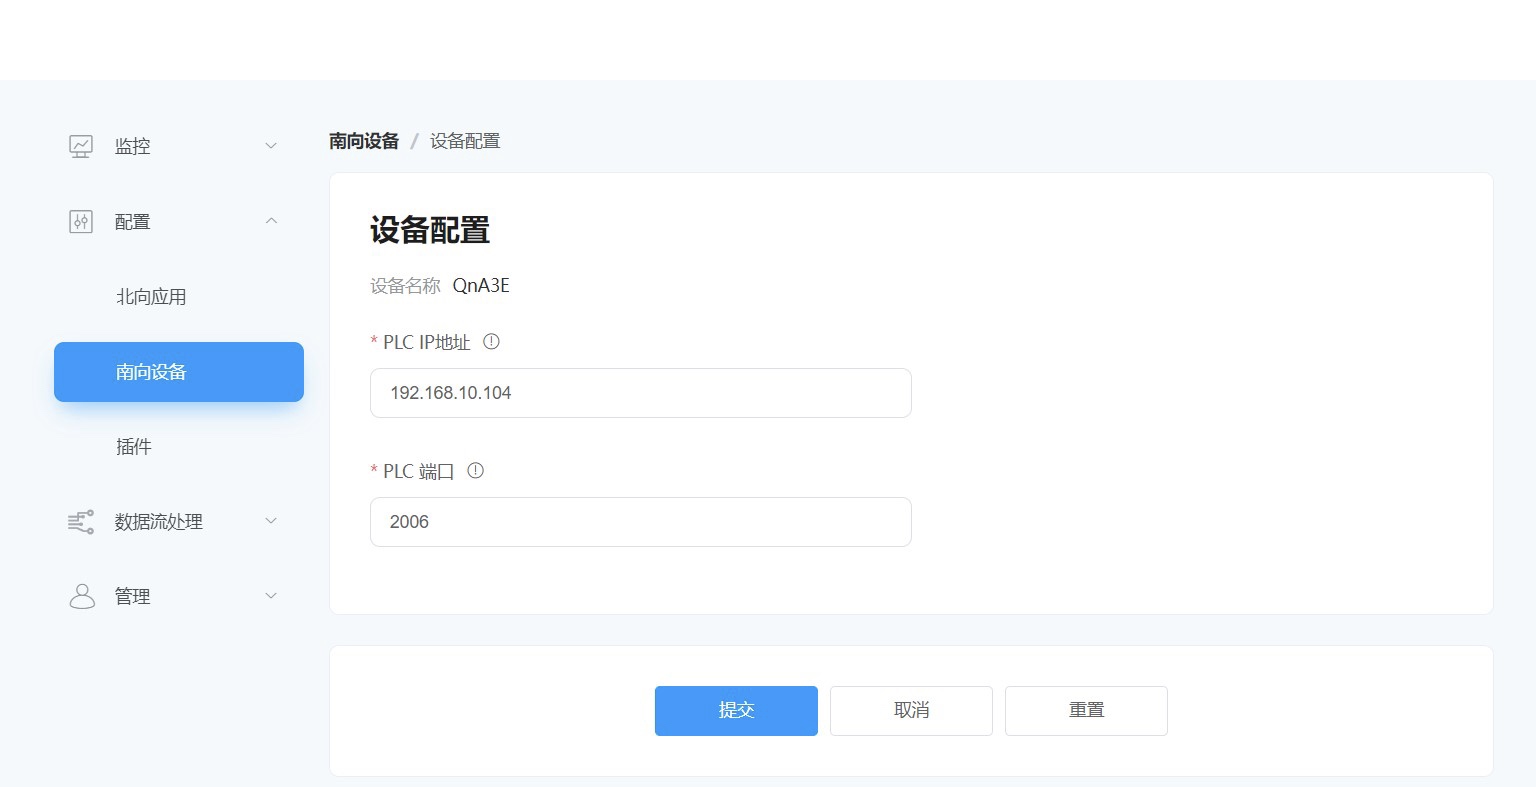 监控
配置
北向应用
南向设备
插件
数据流处理
管理
南向设备 / 设备配置
设备配置
设备名称 QnA3E
* PLC IP地址
192.168.10.104
* PLC 端口
2006
提交
取消
重置